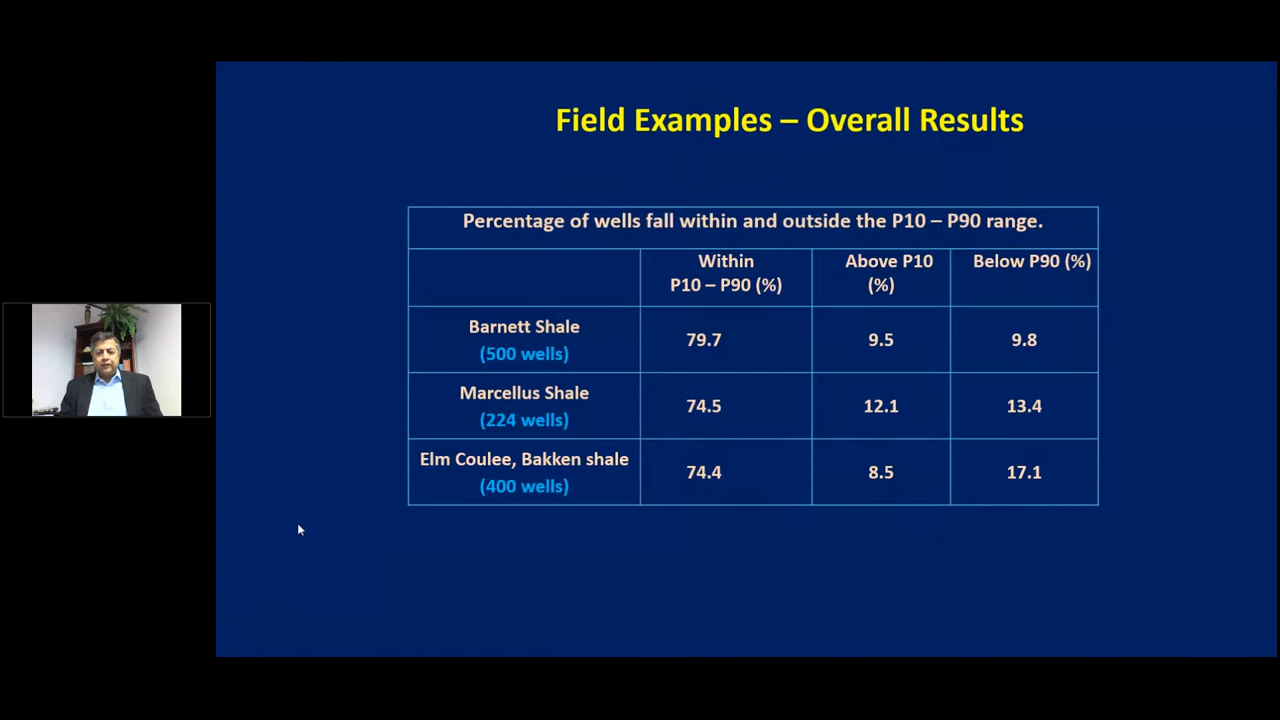 Field Examples – Overall Results
Percentage of wells fall within and outside the P10 – P90 range.
Within
P10 – P90 (%)
Above P10
(%)
Below P90 (%)
Barnett Shale
(500 wells)
79.7
9.5
9.8
Marcellus Shale
(224 wells)
74.5
12.1
13.4
Elm Coulee, Bakken shale
(400 wells)
74.4
8.5
17.1